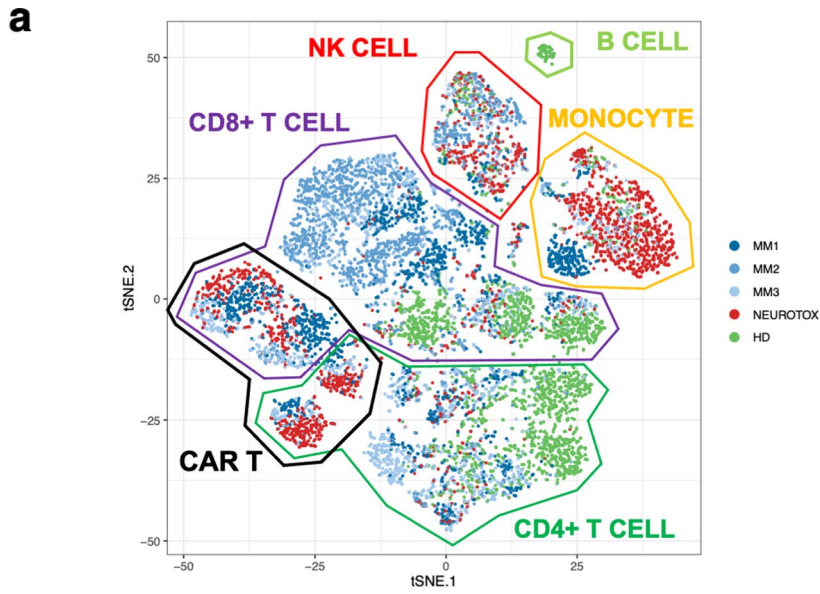 a
NK CELL
B CELL
CD8+ T CELL
MONOCYTE
CAR T
CD4+ T CELL
tSNE.2
50
25
0
−25
−50
−50
−25
0
25
tSNE.1
MM1
MM2
MM3
NEUROTOX
HD